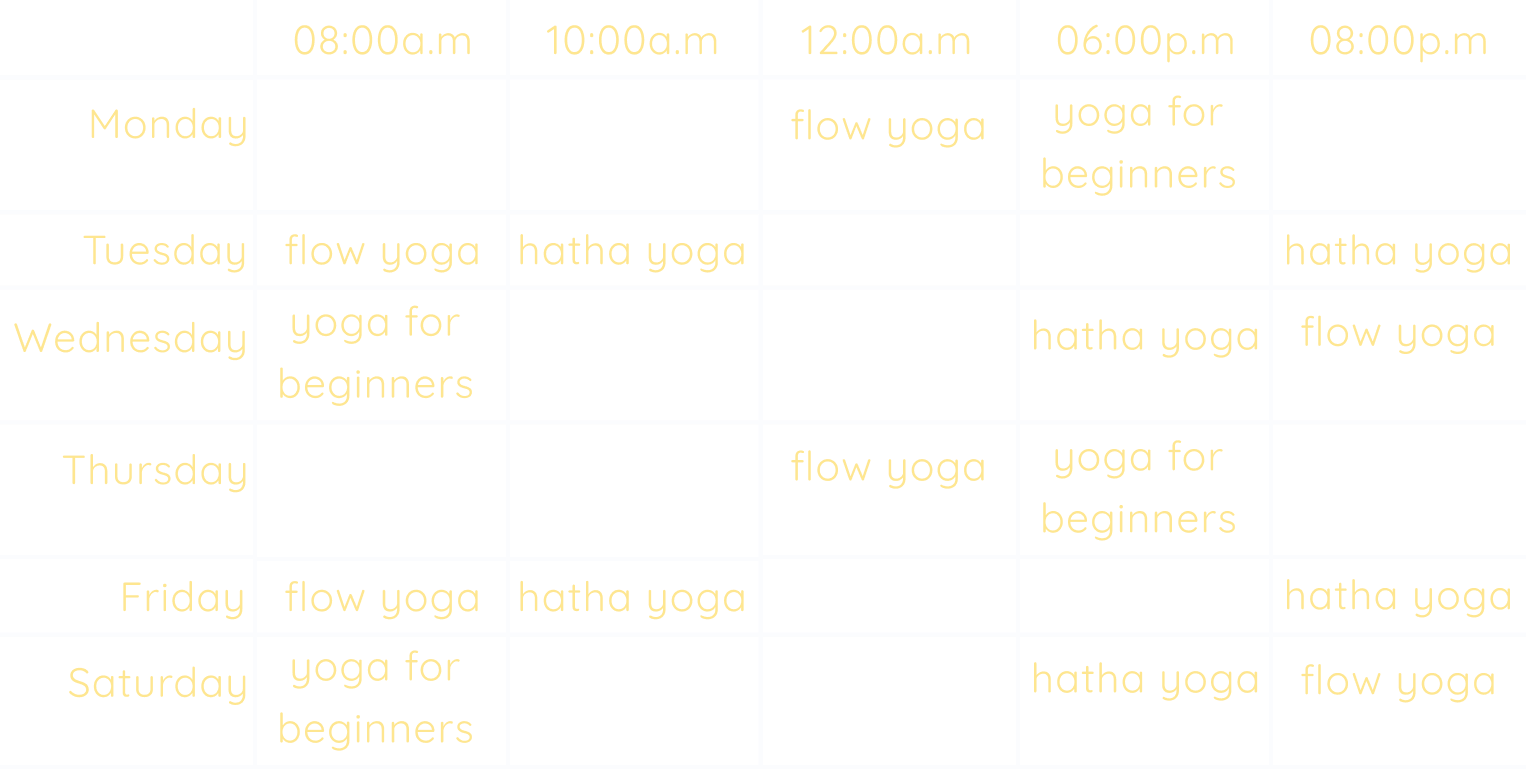 08:00a.m 10:00a.m 12:00a.m 06:00p.m 08:00p.m
Monday flow yoga yoga for
beginners
Tuesday flow yoga hatha yoga hatha yoga
Wednesday yoga for
beginners hatha yoga flow yoga
Thursday flow yoga yoga for
beginners
Friday flow yoga hatha yoga hatha yoga
Saturday yoga for
beginners hatha yoga flow yoga